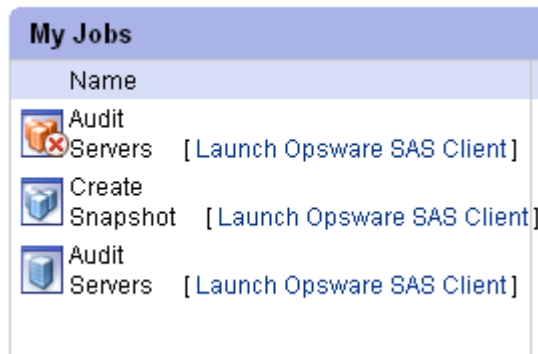 My Jobs
Name
Audit
Servers [ Launch Opsware SAS Client ]
Create
Snapshot [ Launch Opsware SAS Client ]
Audit
Servers [ Launch Opsware SAS Client ]